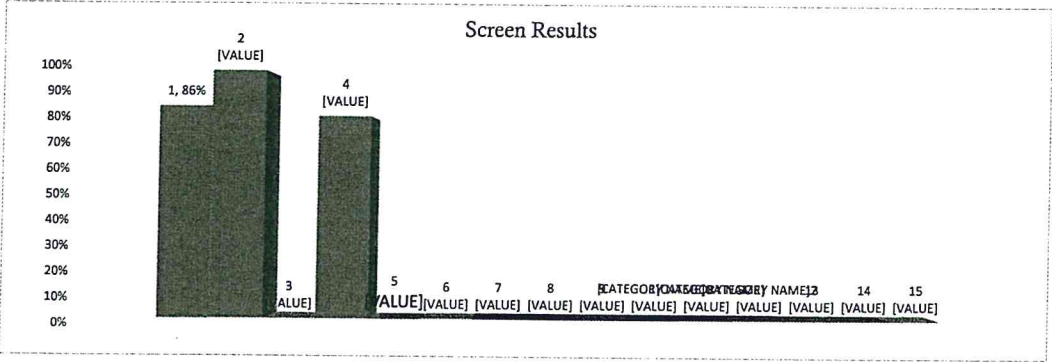 Screen Results
2
[VALUE]
4
[VALUE]
1, 86%
100%
90%
80%
70%
60%
50%
40%
30%
20%
10%
0%
3
[VALUE]
5
[VALUE]
6
[VALUE]
7
[VALUE]
8
[VALUE]
[VALUE]
[VALUE]
[VALUE]
[VALUE]
[VALUE]
14
[VALUE]
15
[VALUE]